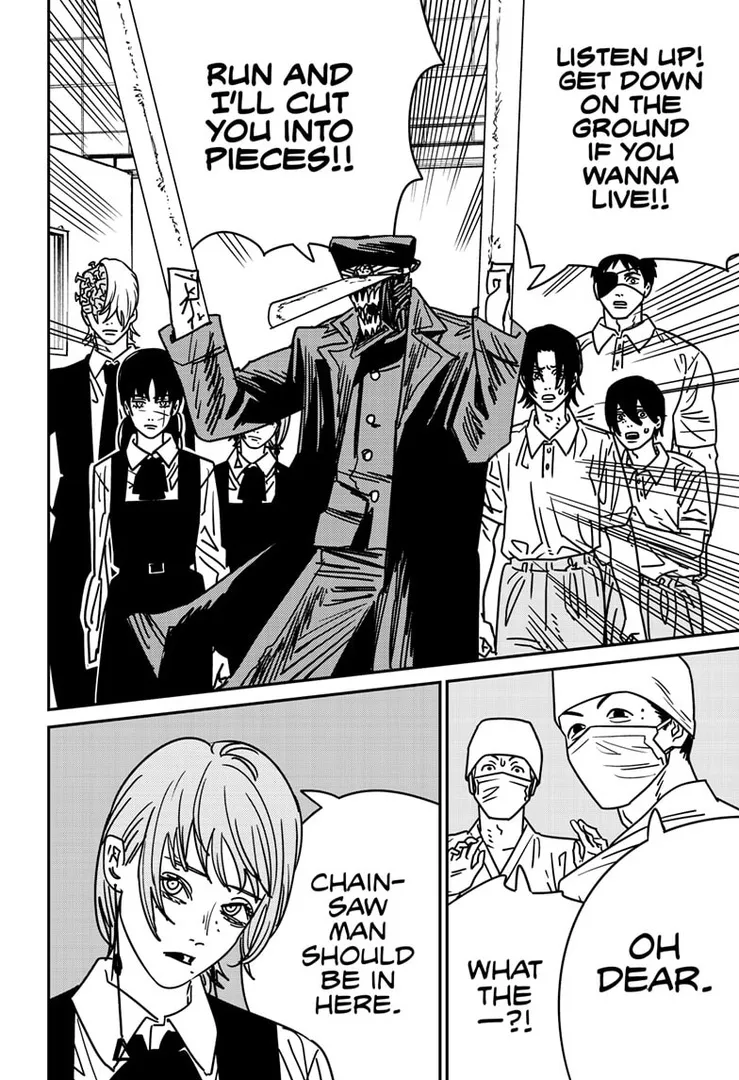 LISTEN UP!
GET DOWN
ON THE
GROUND
IF YOU
WANNA
LIVE!!
RUN AND
I'LL CUT
YOU INTO
PIECES!!
OH
DEAR.
WHAT
THE
—?!
CHAIN-
SAW
MAN
SHOULD
BE IN
HERE.